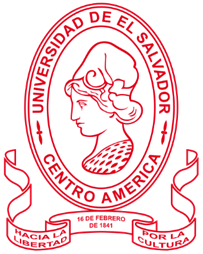 UNIVERSIDAD DE EL SALVADOR
CENTRO AMERICA
16 DE FEBRERO
DE 1841
HACIA LA
LIBERTAD
POR LA
CULTURA